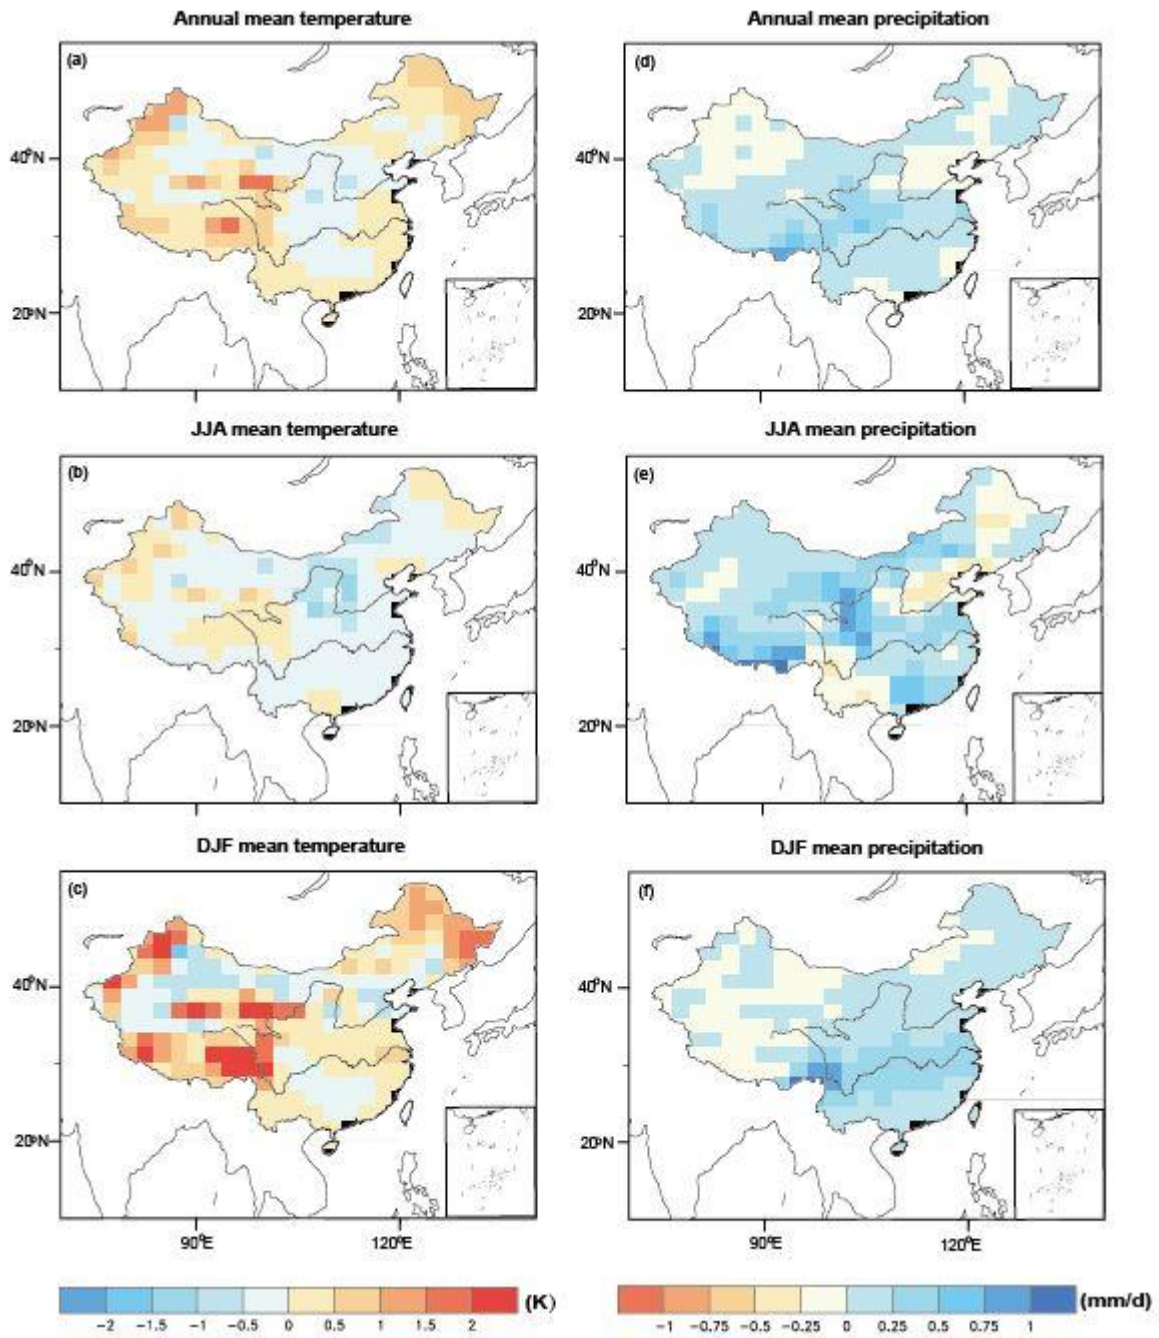 Annual mean temperature
Annual mean precipitation
(a)
(d)
40°N
40°N
20°N
20°N
JJA mean temperature
JJA mean precipitation
(b)
(e)
40°N
40°N
20°N
20°N
DJF mean temperature
DJF mean precipitation
(c)
(f)
40°N
40°N
20°N
20°N
90°E
120°E
90°E
120°E
(K)
(mm/d)
-2 -1.5 -1 -0.5 0 0.5 1 1.5 2
-1 -0.75 -0.5 -0.25 0 0.25 0.5 0.75 1